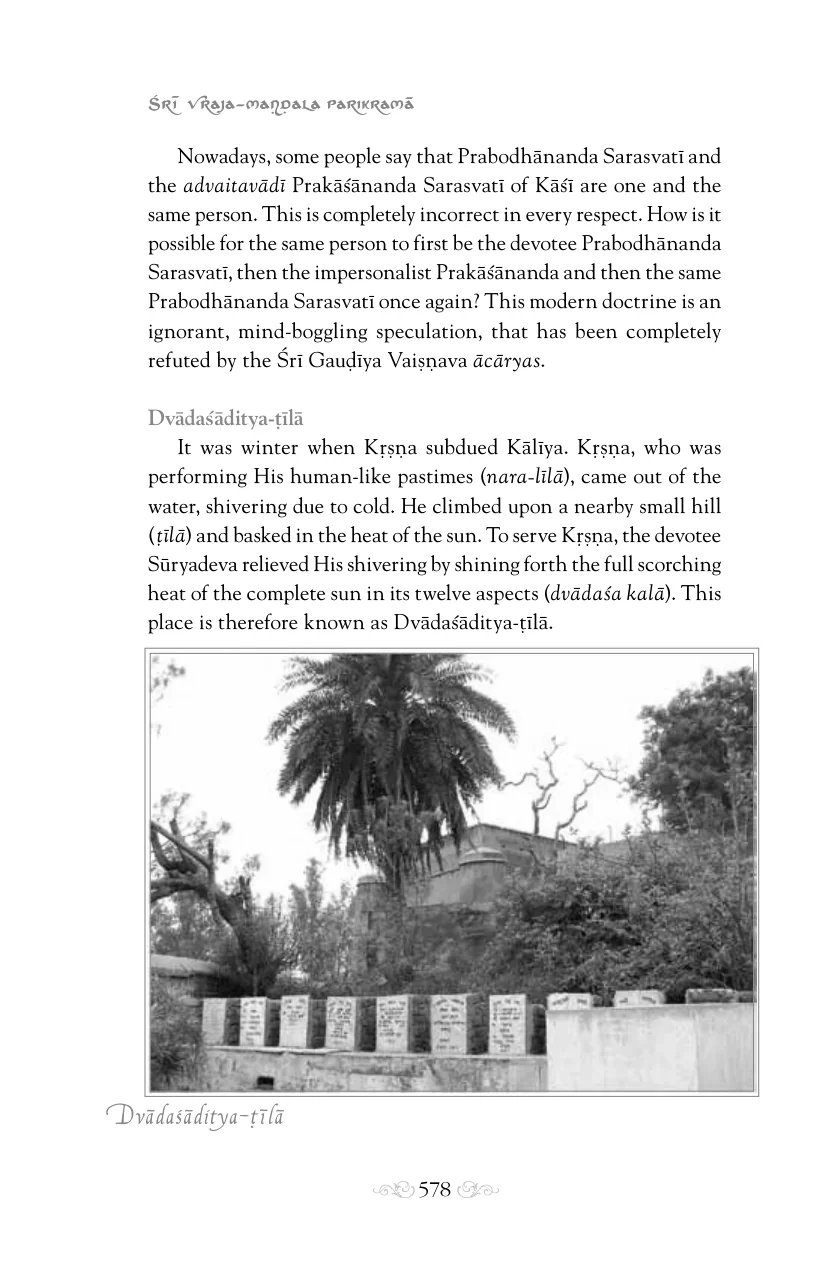 Śrī Vraja-maṇḍala Parikramā
Nowadays, some people say that Prabodhānanda Sarasvatī and
the advaitavādī Prakāśānanda Sarasvatī of Kāśī are one and the
same person. This is completely incorrect in every respect. How is it
possible for the same person to first be the devotee Prabodhānanda
Sarasvatī, then the impersonalist Prakāśānanda and then the same
Prabodhānanda Sarasvatī once again? This modern doctrine is an
ignorant, mind-boggling speculation, that has been completely
refuted by the Śrī Gauḍīya Vaiṣṇava ācāryas.
Dvādaśāditya-ṭīlā
It was winter when Kṛṣṇa subdued Kālīya. Kṛṣṇa, who was
performing His human-like pastimes (nara-līlā), came out of the
water, shivering due to cold. He climbed upon a nearby small hill
(ṭīlā) and basked in the heat of the sun. To serve Kṛṣṇa, the devotee
Sūryadeva relieved His shivering by shining forth the full scorching
heat of the complete sun in its twelve aspects (dvādaśa kalā). This
place is therefore known as Dvādaśāditya-ṭīlā.
Dvādaśāditya-ṭīlā
578